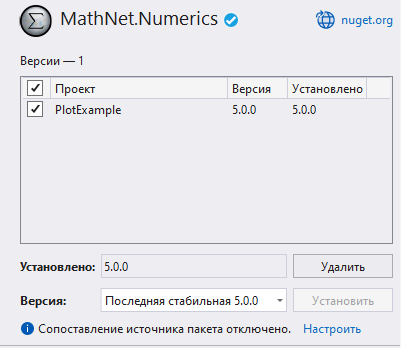 MathNet.Numerics
nuget.org
Версии — 1
Проект Версия Установлено
PlotExample 5.0.0 5.0.0
Установлено: 5.0.0 Удалить
Версия: Последняя стабильная 5.0.0 Установить
Сопоставление источника пакета отключено. Настроить